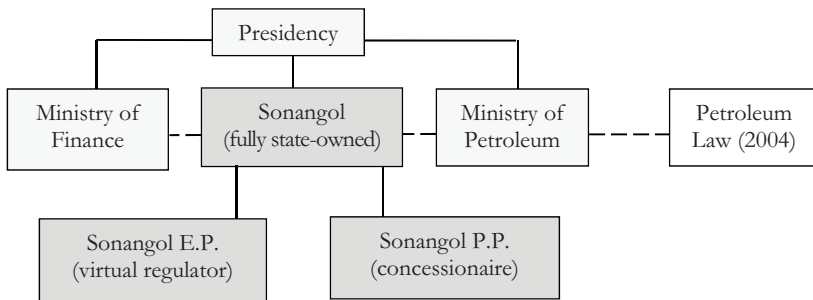 Presidency
Ministry of
Finance
Sonangol
(fully state-owned)
Ministry of
Petroleum
Petroleum
Law (2004)
Sonangol E.P.
(virtual regulator)
Sonangol P.P.
(concessionaire)